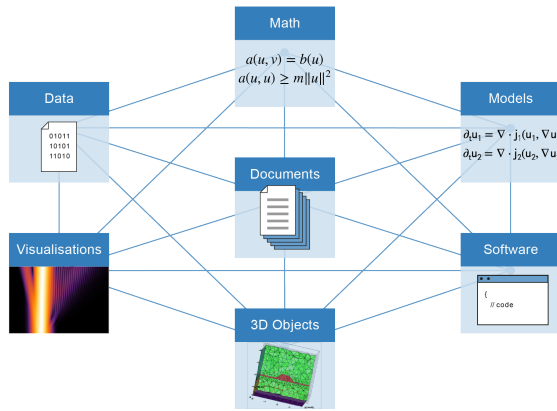 Math
a(u, v) = b(u)
a(u, u) ≥ m‖u‖²
Data
01011
10101
11010
Models
∂ₜu₁ = ∇ · j₁(u₁, ∇u
∂ₜu₂ = ∇ · j₂(u₂, ∇u
Documents
Visualisations
Software
{
// code
3D Objects